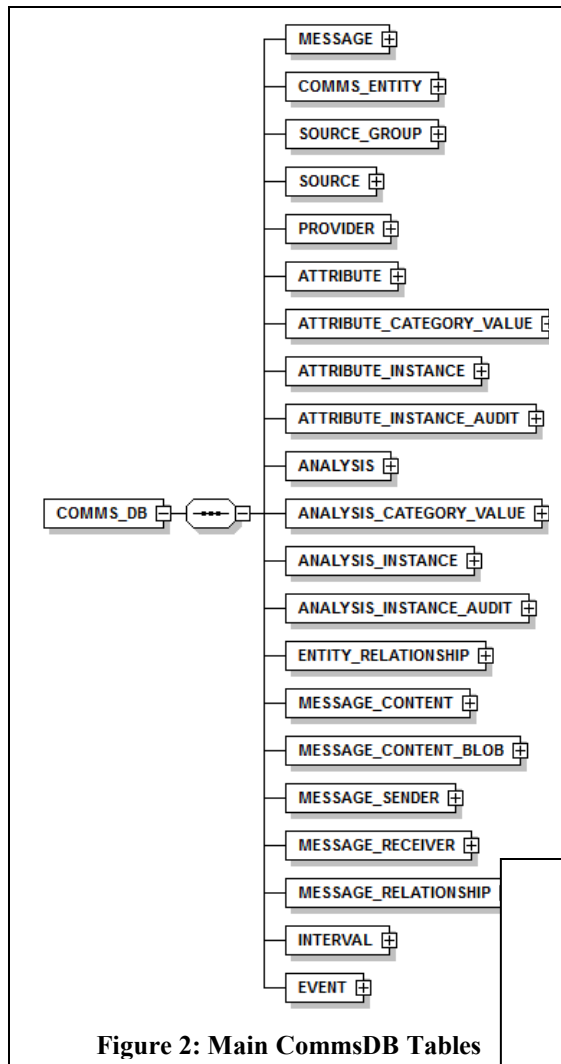 MESSAGE
COMMS_ENTITY
SOURCE_GROUP
SOURCE
PROVIDER
ATTRIBUTE
ATTRIBUTE_CATEGORY_VALUE
ATTRIBUTE_INSTANCE
ATTRIBUTE_INSTANCE_AUDIT
ANALYSIS
COMMS_DB
ANALYSIS_CATEGORY_VALUE
ANALYSIS_INSTANCE
ANALYSIS_INSTANCE_AUDIT
ENTITY_RELATIONSHIP
MESSAGE_CONTENT
MESSAGE_CONTENT_BLOB
MESSAGE_SENDER
MESSAGE_RECEIVER
MESSAGE_RELATIONSHIP
INTERVAL
EVENT
Figure 2: Main CommsDB Tables